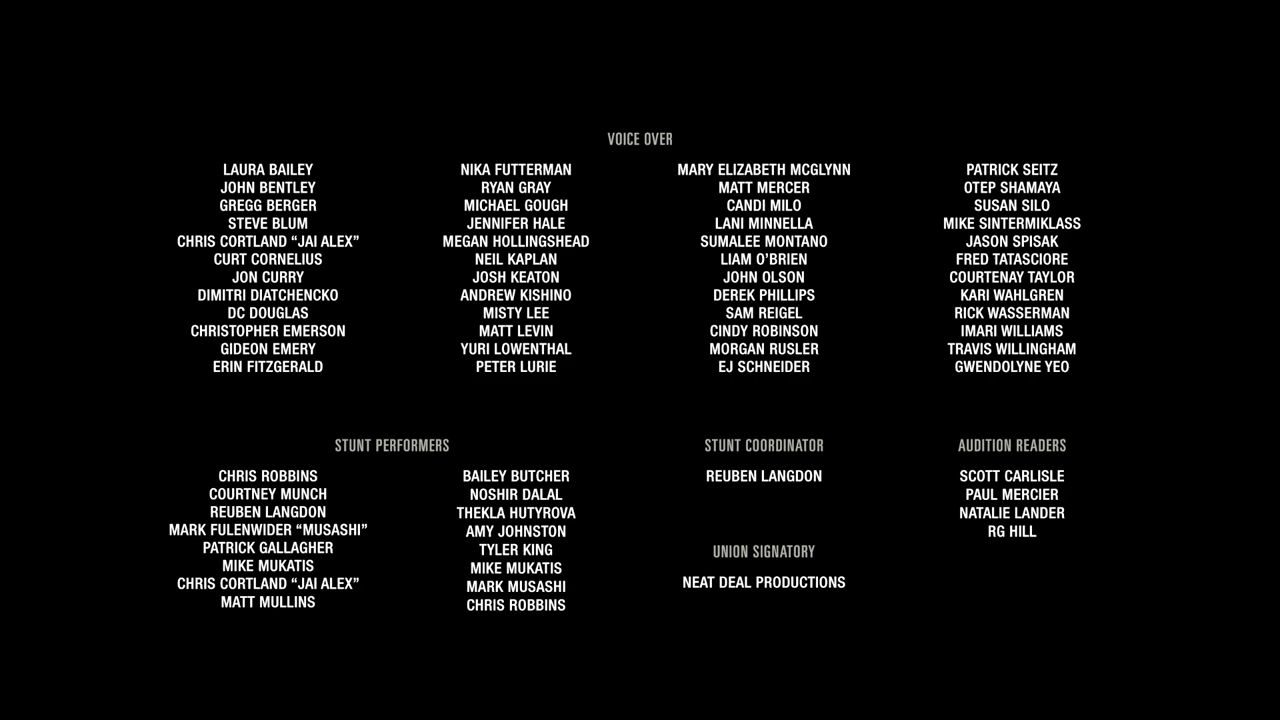 VOICE OVER
LAURA BAILEY
JOHN BENTLEY
GREGG BERGER
STEVE BLUM
CHRIS CORTLAND “JAI ALEX”
CURT CORNELIUS
JON CURRY
DIMITRI DIATCHENCKO
DC DOUGLAS
CHRISTOPHER EMERSON
GIDEON EMERY
ERIN FITZGERALD
NIKA FUTTERMAN
RYAN GRAY
MICHAEL GOUGH
JENNIFER HALE
MEGAN HOLLINGSHEAD
NEIL KAPLAN
JOSH KEATON
ANDREW KISHINO
MISTY LEE
MATT LEVIN
YURI LOWENTHAL
PETER LURIE
MARY ELIZABETH MCGLYNN
MATT MERCER
CANDI MILO
LANI MINNELLA
SUMALEE MONTANO
LIAM O’BRIEN
JOHN OLSON
DEREK PHILLIPS
SAM REIGEL
CINDY ROBINSON
MORGAN RUSLER
EJ SCHNEIDER
PATRICK SEITZ
OTEP SHAMAYA
SUSAN SILO
MIKE SINTERMIKLASS
JASON SPISAK
FRED TATASCIORE
COURTENAY TAYLOR
KARI WAHLGREN
RICK WASSERMAN
IMARI WILLIAMS
TRAVIS WILLINGHAM
GWENDOLYNE YEO
STUNT PERFORMERS
CHRIS ROBBINS
COURTNEY MUNCH
REUBEN LANGDON
MARK FULENWIDER “MUSASHI”
PATRICK GALLAGHER
MIKE MUKATIS
CHRIS CORTLAND “JAI ALEX”
MATT MULLINS
BAILEY BUTCHER
NOSHIR DALAL
THEKLA HUTYROVA
AMY JOHNSTON
TYLER KING
MIKE MUKATIS
MARK MUSASHI
CHRIS ROBBINS
STUNT COORDINATOR
REUBEN LANGDON
UNION SIGNATORY
NEAT DEAL PRODUCTIONS
AUDITION READERS
SCOTT CARLISLE
PAUL MERCIER
NATALIE LANDER
RG HILL